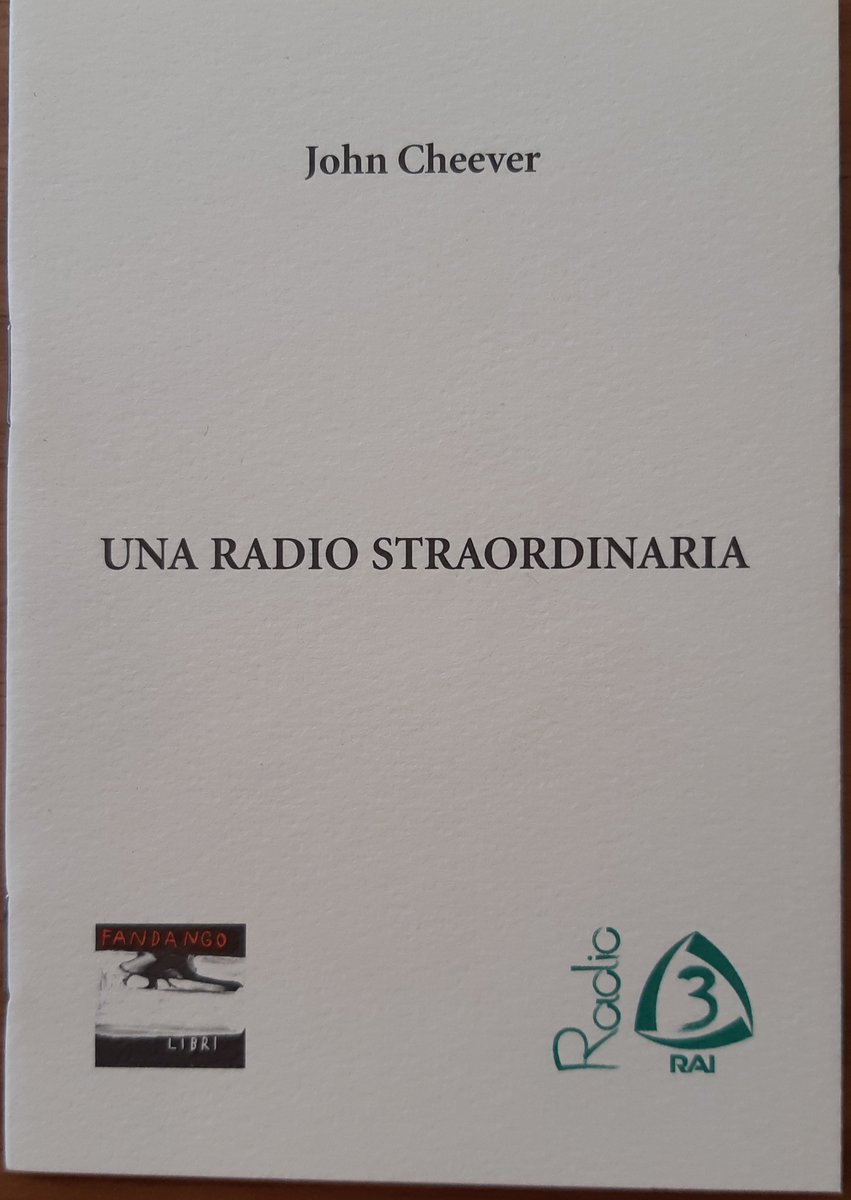 John Cheever
UNA RADIO STRAORDINARIA
FANDANGO
LIBRI
Radio
3
RAI